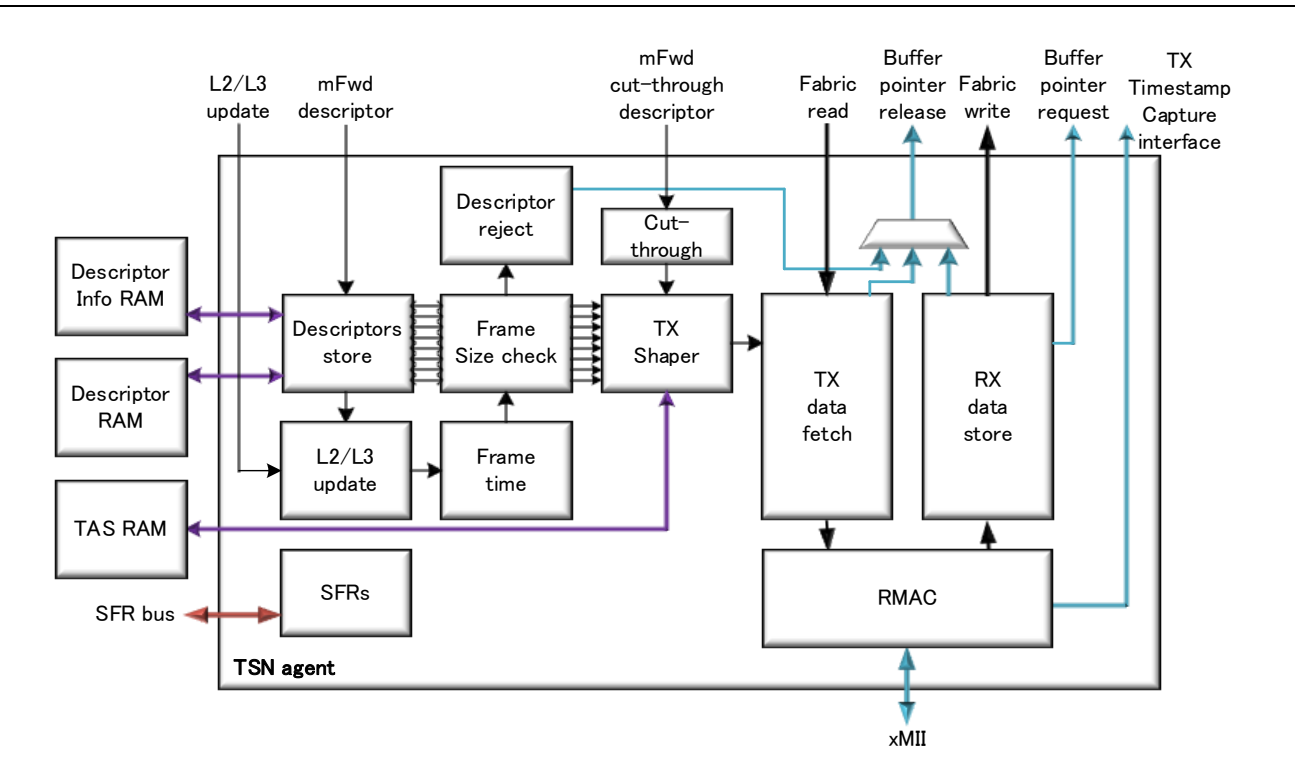 L2/L3
update
mFwd
descriptor
mFwd
cut-through
descriptor
Fabric
read
Buffer
pointer
release
Fabric
write
Buffer
pointer
request
TX
Timestamp
Capture
interface
Descriptor
reject
Cut-
through
Descriptor
Info RAM
Descriptors
store
Frame
Size check
TX
Shaper
TX
data
fetch
RX
data
store
Descriptor
RAM
L2/L3
update
Frame
time
TAS RAM
SFRs
RMAC
SFR bus
TSN agent
xMII